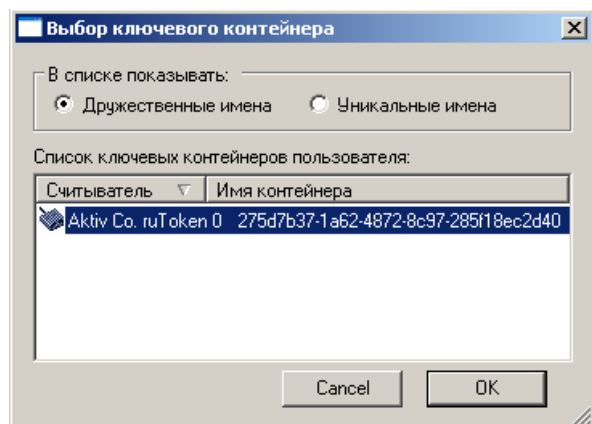 Выбор ключевого контейнера
В списке показывать:
Дружественные имена Уникальные имена
Список ключевых контейнеров пользователя:
Считыватель Имя контейнера
Aktiv Co. ruToken 0 275d7b37-1a62-4872-8c97-285f18ec2d40
Cancel OK